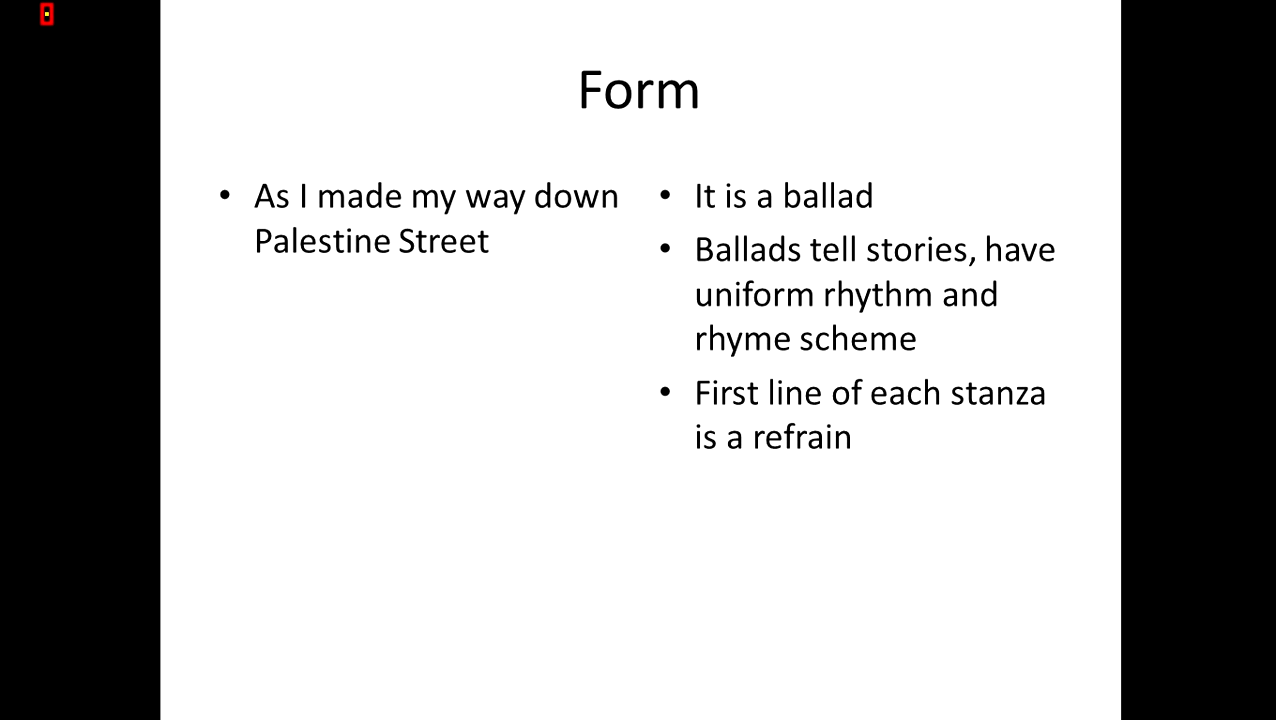 Form
• As I made my way down
Palestine Street
• It is a ballad
• Ballads tell stories, have
uniform rhythm and
rhyme scheme
• First line of each stanza
is a refrain